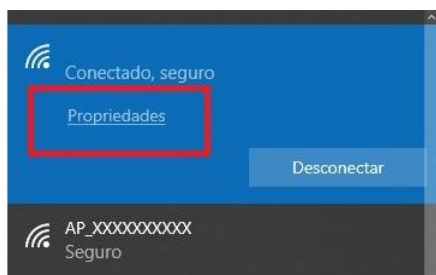 Conectado, seguro
Propriedades
Desconectar
AP_XXXXXXXXXX
Seguro